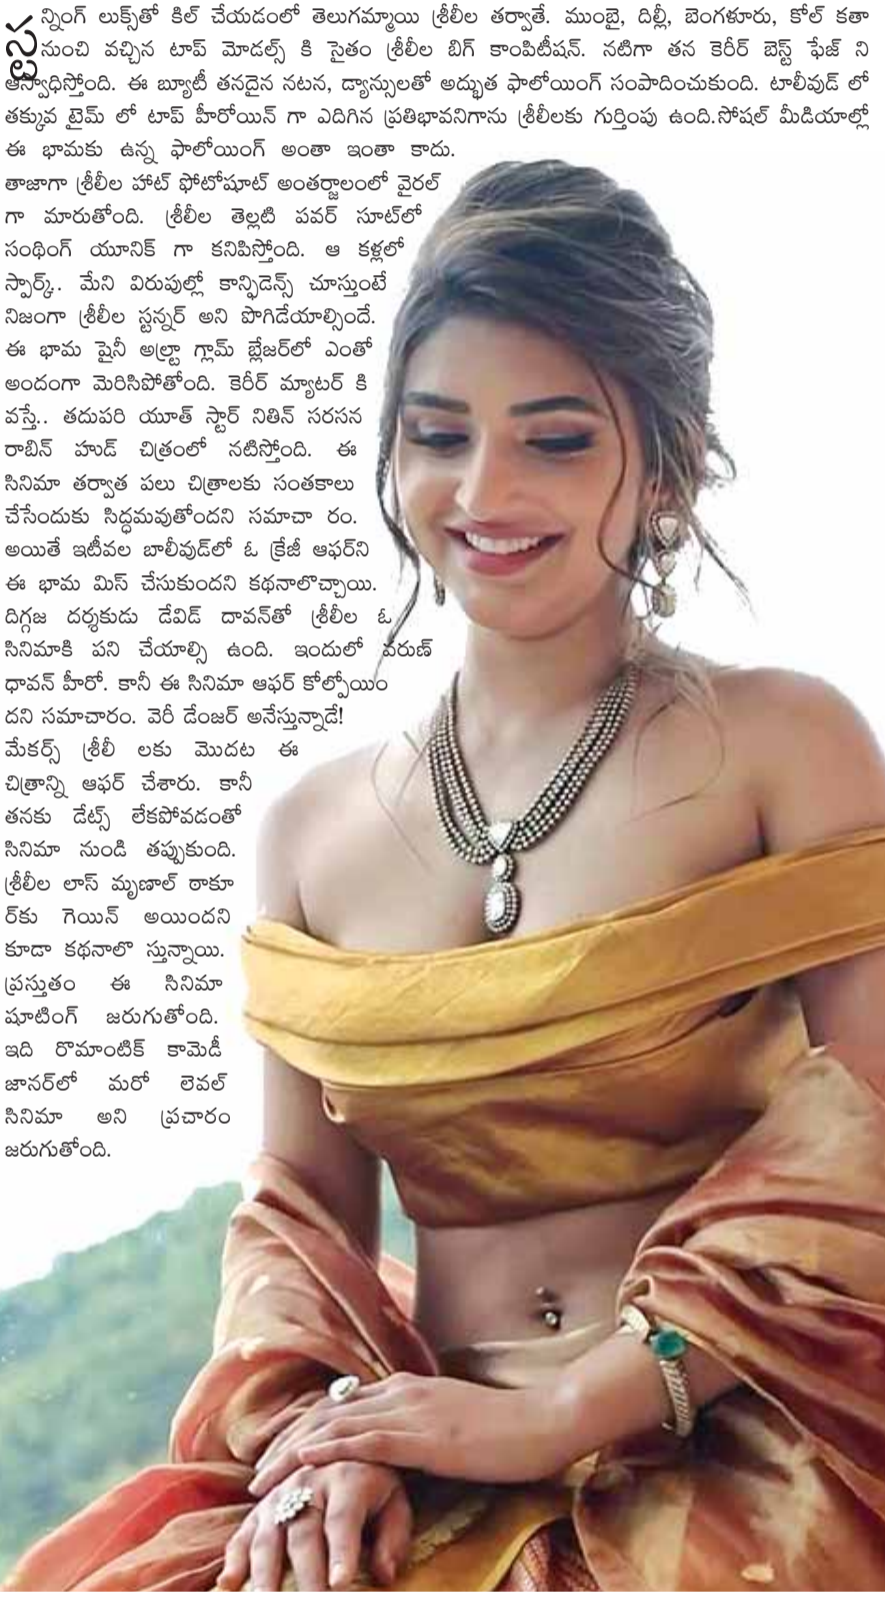 స్టన్నింగ్ లుక్స్‌తో కిల్ చేయడంలో తెలుగమ్మాయి శ్రీలీల తర్వాతే. ముంబై, దిల్లీ, బెంగళూరు, కోల్ కతా
నుంచి వచ్చిన టాప్ మోడల్స్ కి సైతం శ్రీలీల బిగ్ కాంపిటీషన్. నటిగా తన కెరీర్ బెస్ట్ ఫేజ్ ని
ఆస్వాధిస్తోంది. ఈ బ్యూటీ తనదైన నటన, డ్యాన్సులతో అద్భుత ఫాలోయింగ్ సంపాదించుకుంది. టాలీవుడ్ లో
తక్కువ టైమ్ లో టాప్ హీరోయిన్ గా ఎదిగిన ప్రతిభావనిగాను శ్రీలీలకు గుర్తింపు ఉంది.సోషల్ మీడియాల్లో
ఈ భామకు ఉన్న ఫాలోయింగ్ అంతా ఇంతా కాదు.
తాజాగా శ్రీలీల హాట్ ఫోటోషూట్ అంతర్జాలంలో వైరల్
గా మారుతోంది. శ్రీలీల తెల్లటి పవర్ సూట్‌లో
సంథింగ్ యూనిక్ గా కనిపిస్తోంది. ఆ కళ్లలో
స్పార్క్.. మేని విరుపుల్లో కాన్ఫిడెన్స్ చూస్తుంటే
నిజంగా శ్రీలీల స్టన్నర్ అని పొగిడేయాల్సిందే.
ఈ భామ షైనీ అల్ట్రా గ్లామ్ బ్లేజర్‌లో ఎంతో
అందంగా మెరిసిపోతోంది. కెరీర్ మ్యాటర్ కి
వస్తే.. తదుపరి యూత్ స్టార్ నితిన్ సరసన
రాబిన్ హుడ్ చిత్రంలో నటిస్తోంది. ఈ
సినిమా తర్వాత పలు చిత్రాలకు సంతకాలు
చేసేందుకు సిద్ధమవుతోందని సమాచా రం.
అయితే ఇటీవల బాలీవుడ్‌లో ఓ క్రేజీ ఆఫర్‌ని
ఈ భామ మిస్ చేసుకుందని కథనాలొచ్చాయి.
దిగ్గజ దర్శకుడు డేవిడ్ దావన్‌తో శ్రీలీల ఓ
సినిమాకి పని చేయాల్సి ఉంది. ఇందులో వరుణ్
ధావన్ హీరో. కానీ ఈ సినిమా ఆఫర్ కోల్పోయిం
దని సమాచారం. వెరీ డేంజర్ అనేస్తున్నాడే!
మేకర్స్ శ్రీలీ లకు మొదట ఈ
చిత్రాన్ని ఆఫర్ చేశారు. కానీ
తనకు డేట్స్ లేకపోవడంతో
సినిమా నుండి తప్పుకుంది.
శ్రీలీల లాస్ మృణాల్ ఠాకూ
ర్‌కు గెయిన్ అయిందని
కూడా కథనాలొ స్తున్నాయి.
ప్రస్తుతం ఈ సినిమా
షూటింగ్ జరుగుతోంది.
ఇది రొమాంటిక్ కామెడీ
జానర్‌లో మరో లెవల్
సినిమా అని ప్రచారం
జరుగుతోంది.